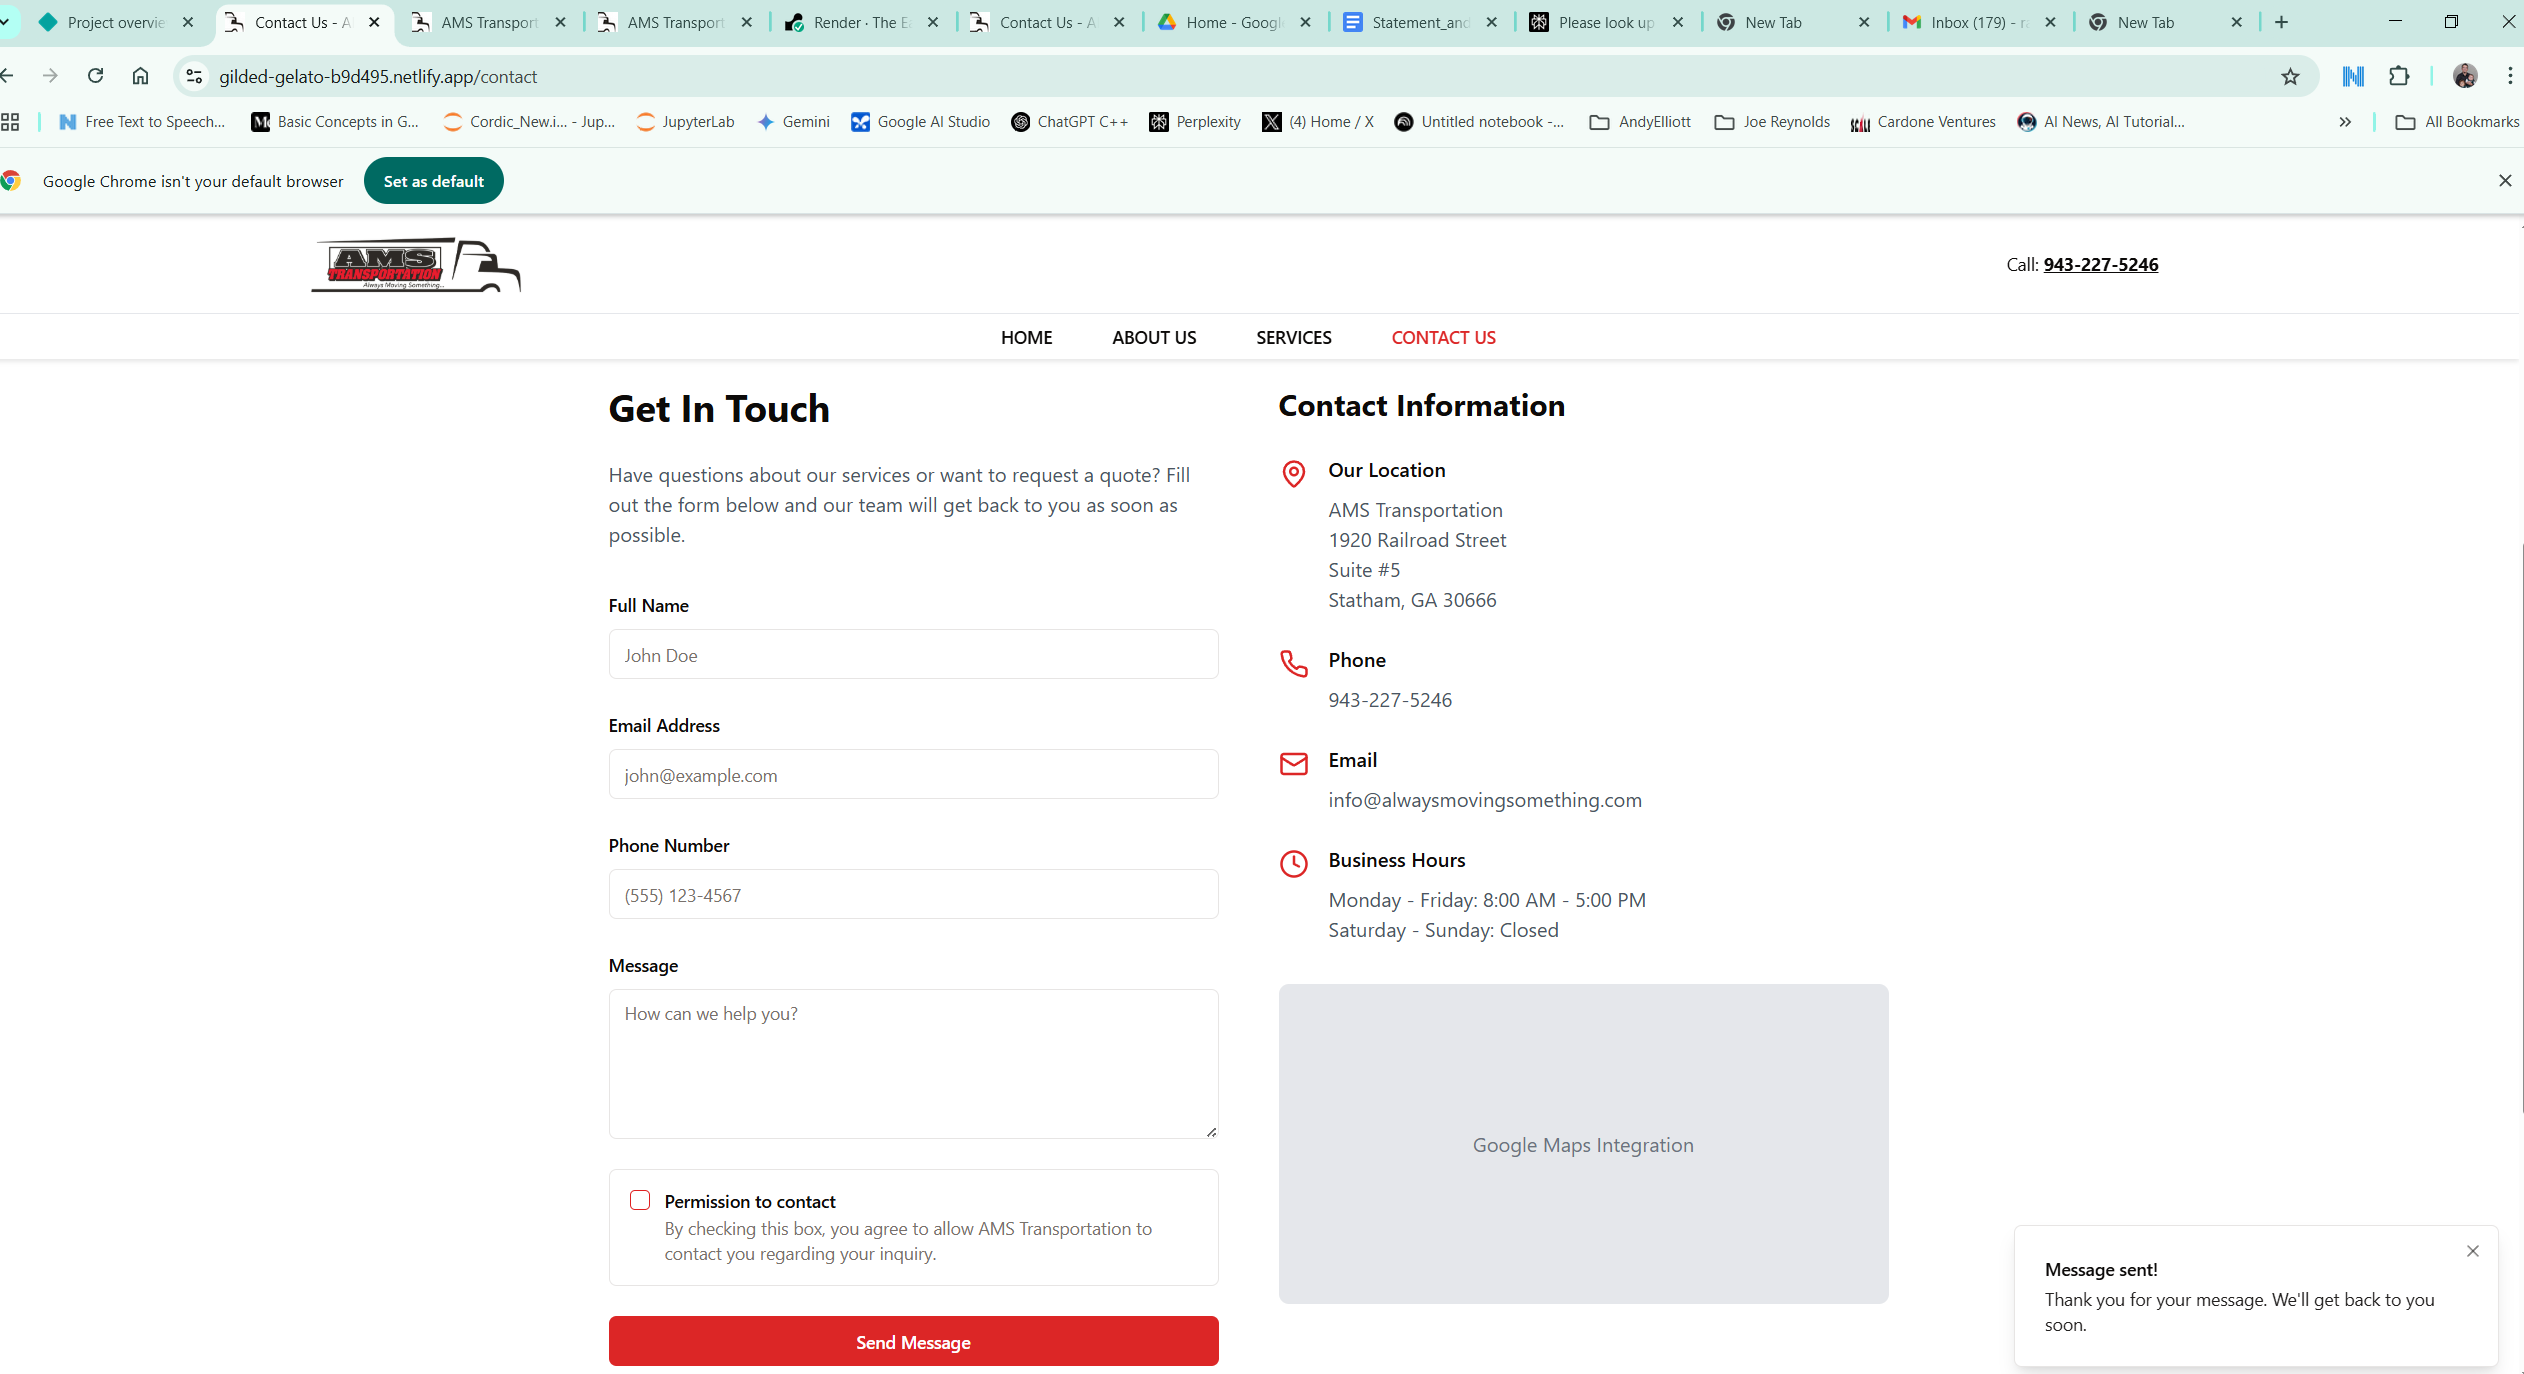 Project overvie
Contact Us - A
AMS Transport
AMS Transport
Render · The Ea
Contact Us - A
Home - Google
Statement_and
Please look up
New Tab
Inbox (179) - ra
New Tab
gilded-gelato-b9d495.netlify.app/contact
Free Text to Speech...
Basic Concepts in G...
Cordic_New.i... - Jup...
JupyterLab
Gemini
Google AI Studio
ChatGPT C++
Perplexity
(4) Home / X
Untitled notebook -...
AndyElliott
Joe Reynolds
Cardone Ventures
AI News, AI Tutorial...
All Bookmarks
Google Chrome isn't your default browser
Set as default
AMS
TRANSPORTATION
Always Moving Something...
Call: 943-227-5246
HOME
ABOUT US
SERVICES
CONTACT US
Get In Touch
Have questions about our services or want to request a quote? Fill
out the form below and our team will get back to you as soon as
possible.
Full Name
John Doe
Email Address
john@example.com
Phone Number
(555) 123-4567
Message
How can we help you?
Permission to contact
By checking this box, you agree to allow AMS Transportation to
contact you regarding your inquiry.
Send Message
Contact Information
Our Location
AMS Transportation
1920 Railroad Street
Suite #5
Statham, GA 30666
Phone
943-227-5246
Email
info@alwaysmovingsomething.com
Business Hours
Monday - Friday: 8:00 AM - 5:00 PM
Saturday - Sunday: Closed
Google Maps Integration
Message sent!
Thank you for your message. We'll get back to you
soon.